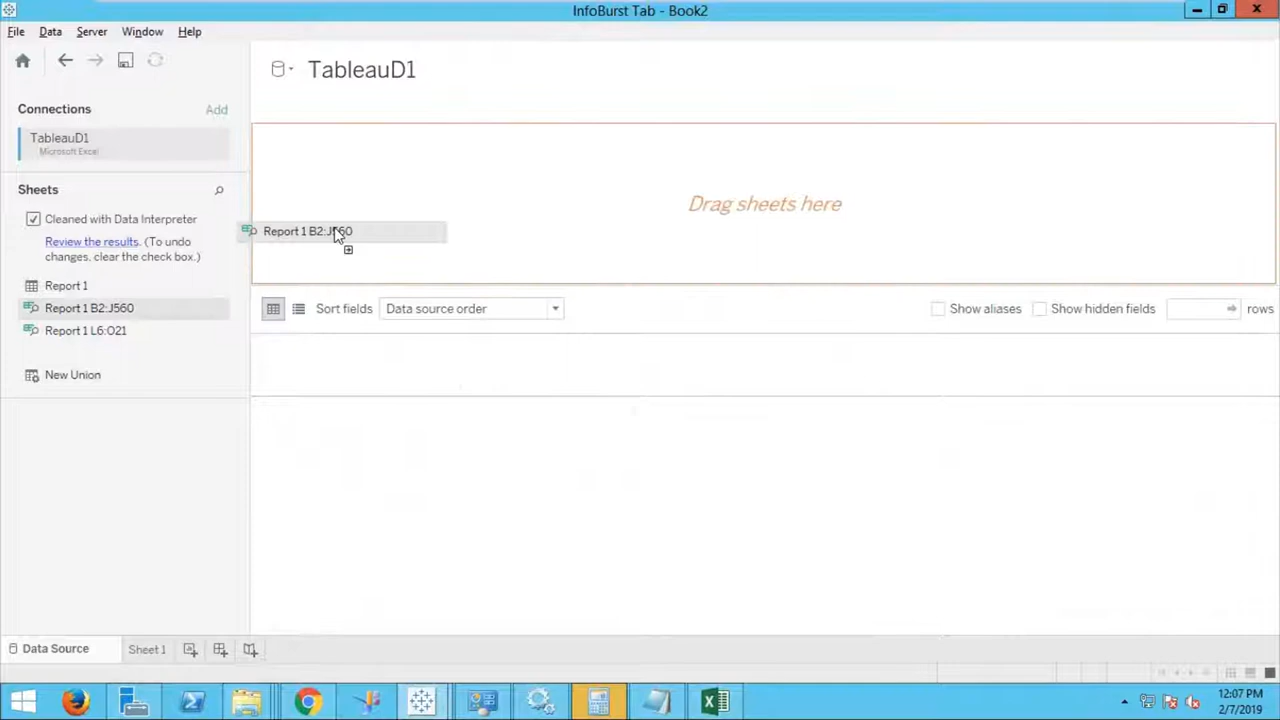 InfoBurst Tab - Book2
File Data Server Window Help
TableauD1
Connections Add
TableauD1
Microsoft Excel
Sheets
Cleaned with Data Interpreter
Review the results. (To undo
changes, clear the check box.)
Drag sheets here
Report 1 B2:J560
Report 1
Report 1 B2:J560
Report 1 L6:O21
New Union
Sort fields Data source order Show aliases Show hidden fields rows
Data Source Sheet 1
12:07 PM
2/7/2019